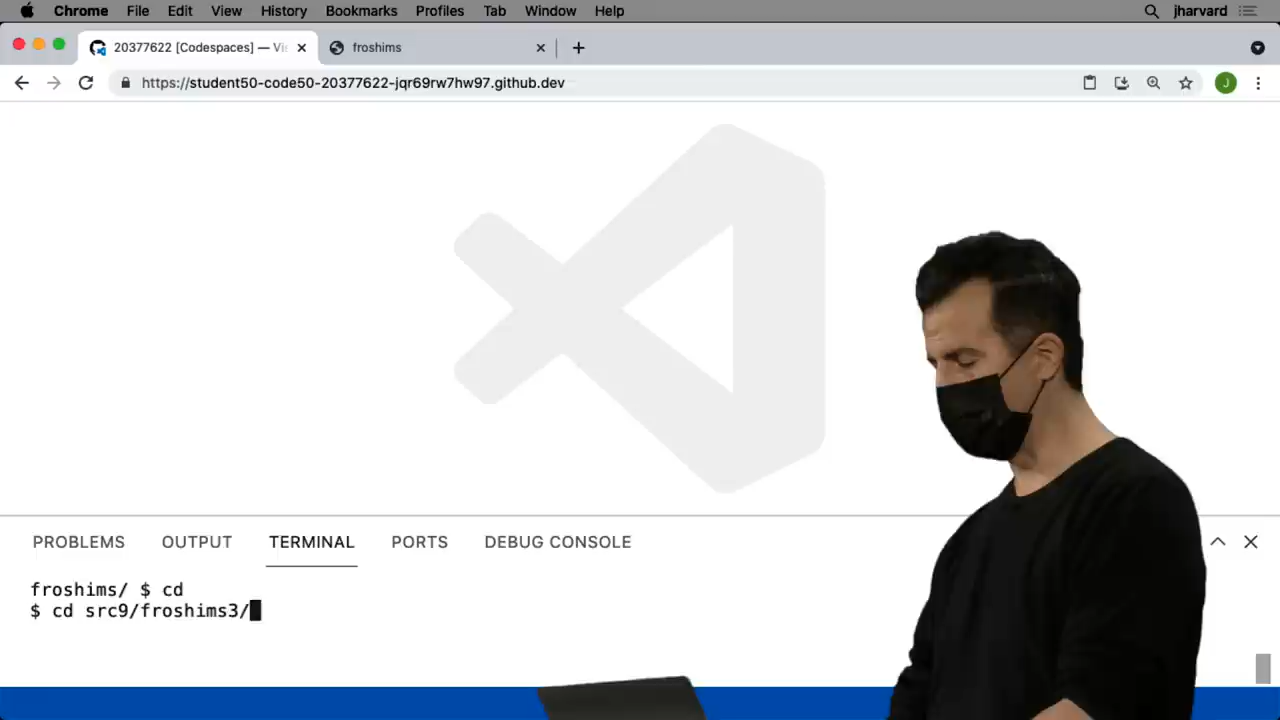 Chrome File Edit View History Bookmarks Profiles Tab Window Help jharvard
20377622 [Codespaces] — Vi froshims
https://student50-code50-20377622-jqr69rw7hw97.github.dev J
PROBLEMS OUTPUT TERMINAL PORTS DEBUG CONSOLE
froshims/ $ cd
$ cd src9/froshims3/